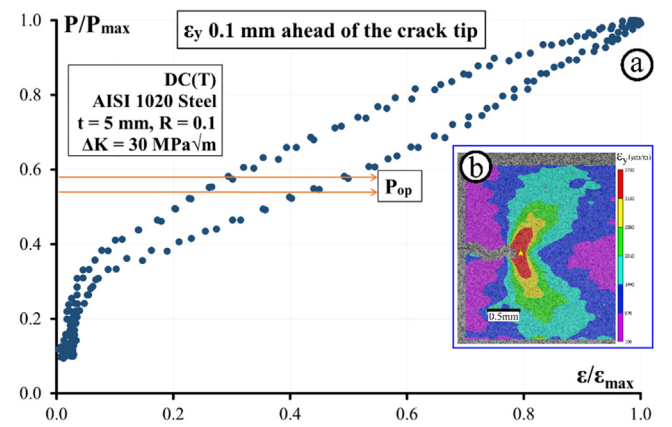 P/Pmax
εy 0.1 mm ahead of the crack tip
a
DC(T)
AISI 1020 Steel
t = 5 mm, R = 0.1
ΔK = 30 MPa√m
Pop
b
εy
0.5mm
1.0
0.8
0.6
0.4
0.2
0.0
0.0 0.2 0.4 0.6 0.8 1.0
ε/εmax